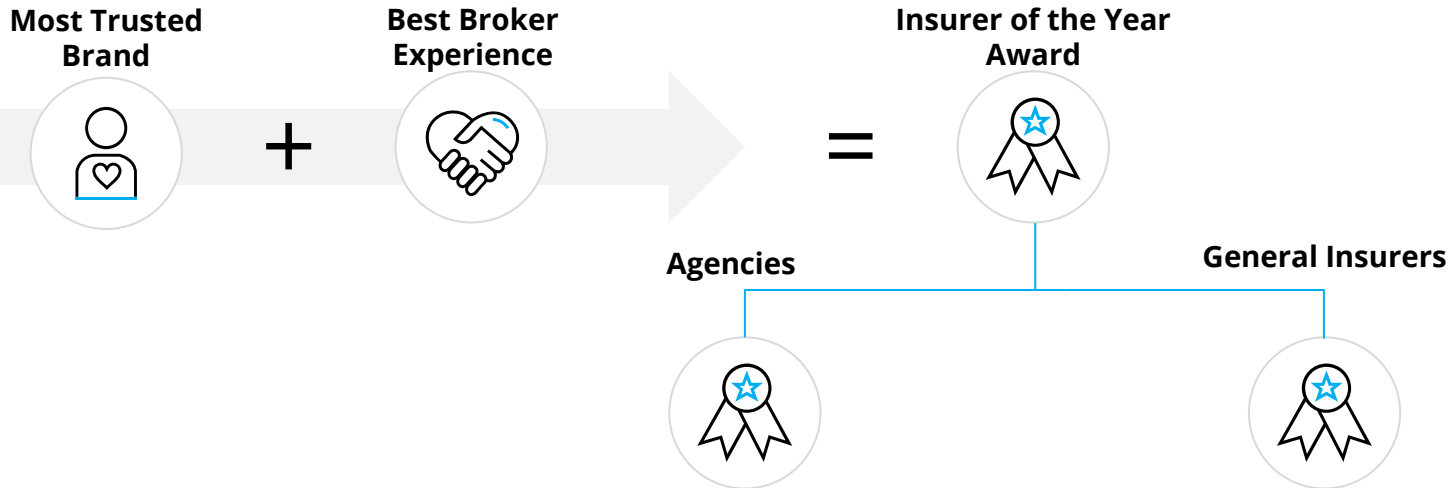 Most Trusted
Brand
+
Best Broker
Experience
=
Insurer of the Year
Award
Agencies
General Insurers